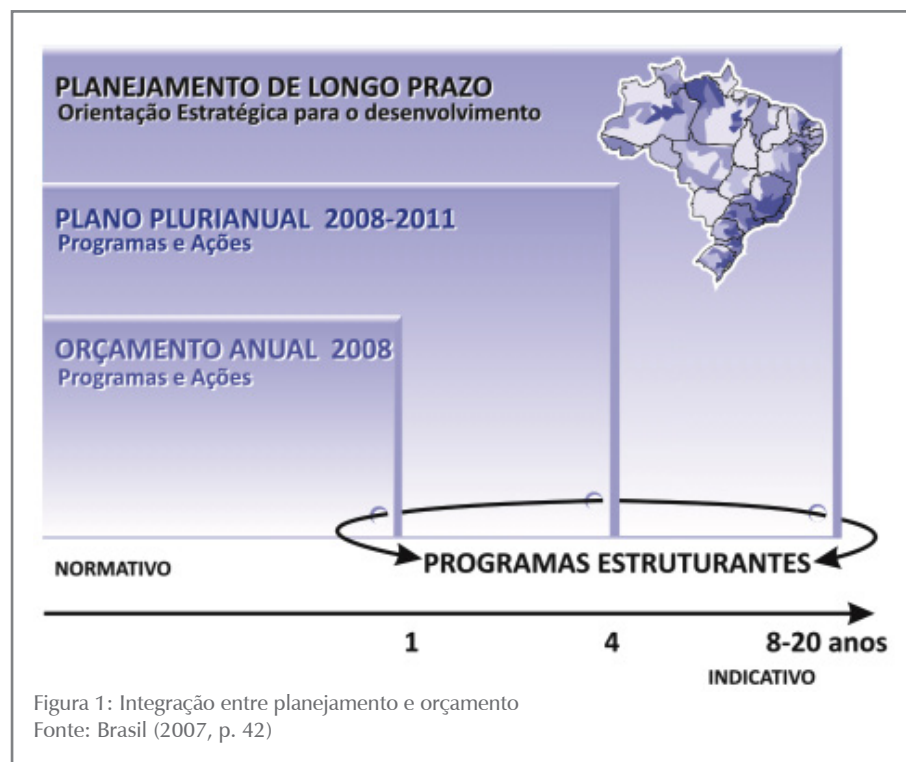 PLANEJAMENTO DE LONGO PRAZO
Orientação Estratégica para o desenvolvimento
PLANO PLURIANUAL 2008-2011
Programas e Ações
ORÇAMENTO ANUAL 2008
Programas e Ações
PROGRAMAS ESTRUTURANTES
NORMATIVO
1 4 8-20 anos
INDICATIVO
Figura 1: Integração entre planejamento e orçamento
Fonte: Brasil (2007, p. 42)